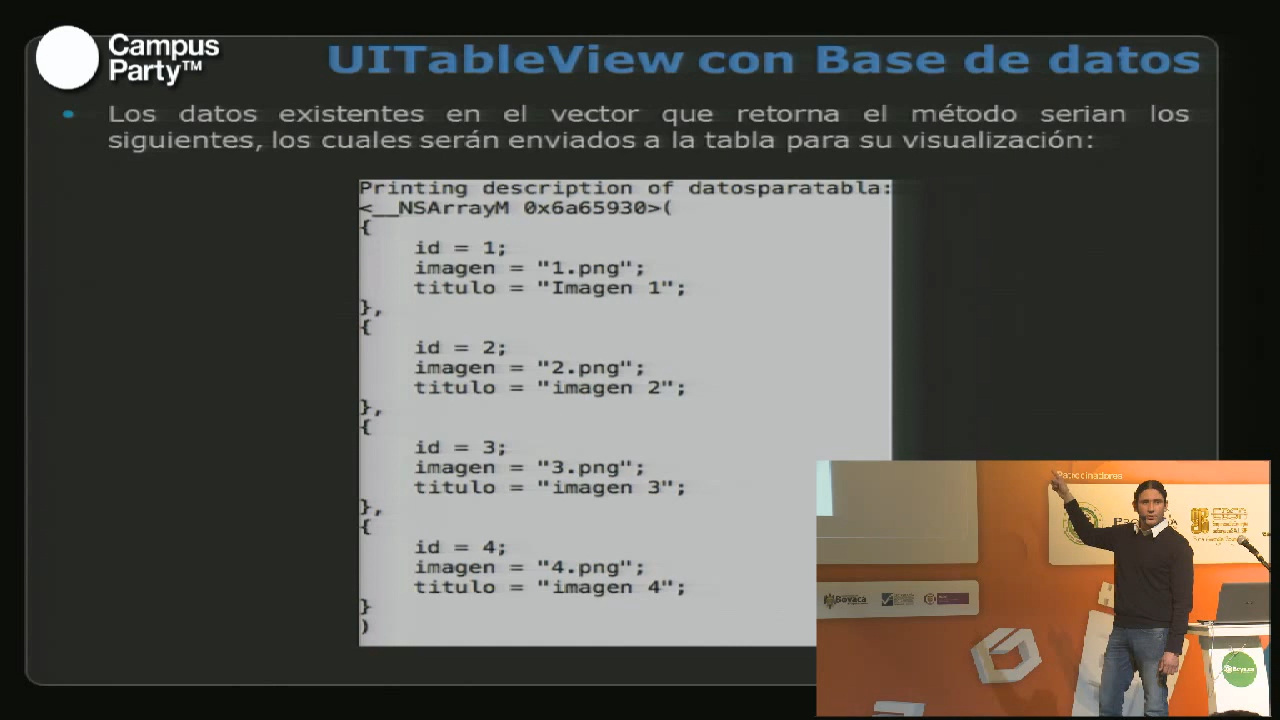 Campus
Party™
UITableView con Base de datos
• Los datos existentes en el vector que retorna el método serian los
siguientes, los cuales serán enviados a la tabla para su visualización:
Printing description of datosparatabla:
<__NSArrayM 0x6a65930>(
{
id = 1;
imagen = "1.png";
titulo = "Imagen 1";
},
{
id = 2;
imagen = "2.png";
titulo = "imagen 2";
},
{
id = 3;
imagen = "3.png";
titulo = "imagen 3";
},
{
id = 4;
imagen = "4.png";
titulo = "imagen 4";
}
)
Patrocinadores
EBSA
Boyacá
Boyacá